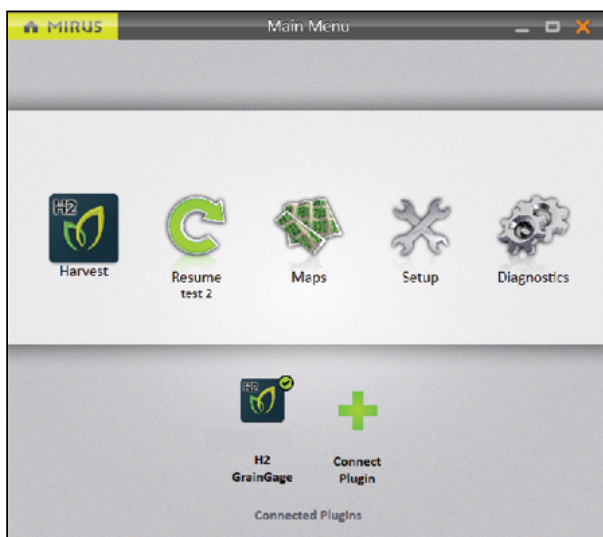 MIRUS
Main Menu
H2
Harvest
Resume
test 2
Maps
Setup
Diagnostics
H2
H2
GrainGage
Connect
Plugin
Connected Plugins